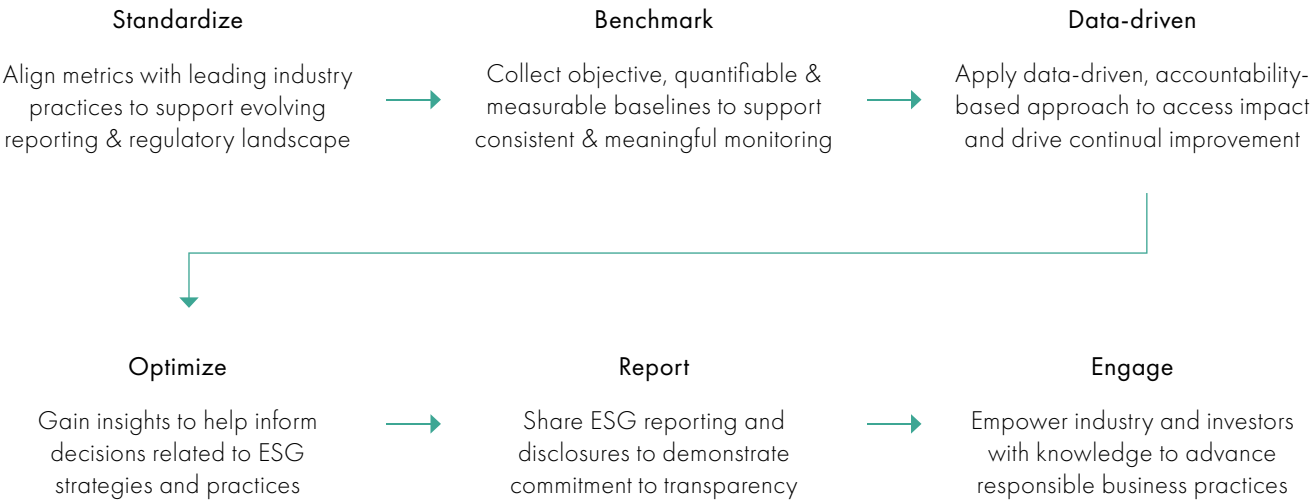 Standardize
Align metrics with leading industry
practices to support evolving
reporting & regulatory landscape
Benchmark
Collect objective, quantifiable &
measurable baselines to support
consistent & meaningful monitoring
Data-driven
Apply data-driven, accountability-
based approach to access impact
and drive continual improvement
Optimize
Gain insights to help inform
decisions related to ESG
strategies and practices
Report
Share ESG reporting and
disclosures to demonstrate
commitment to transparency
Engage
Empower industry and investors
with knowledge to advance
responsible business practices